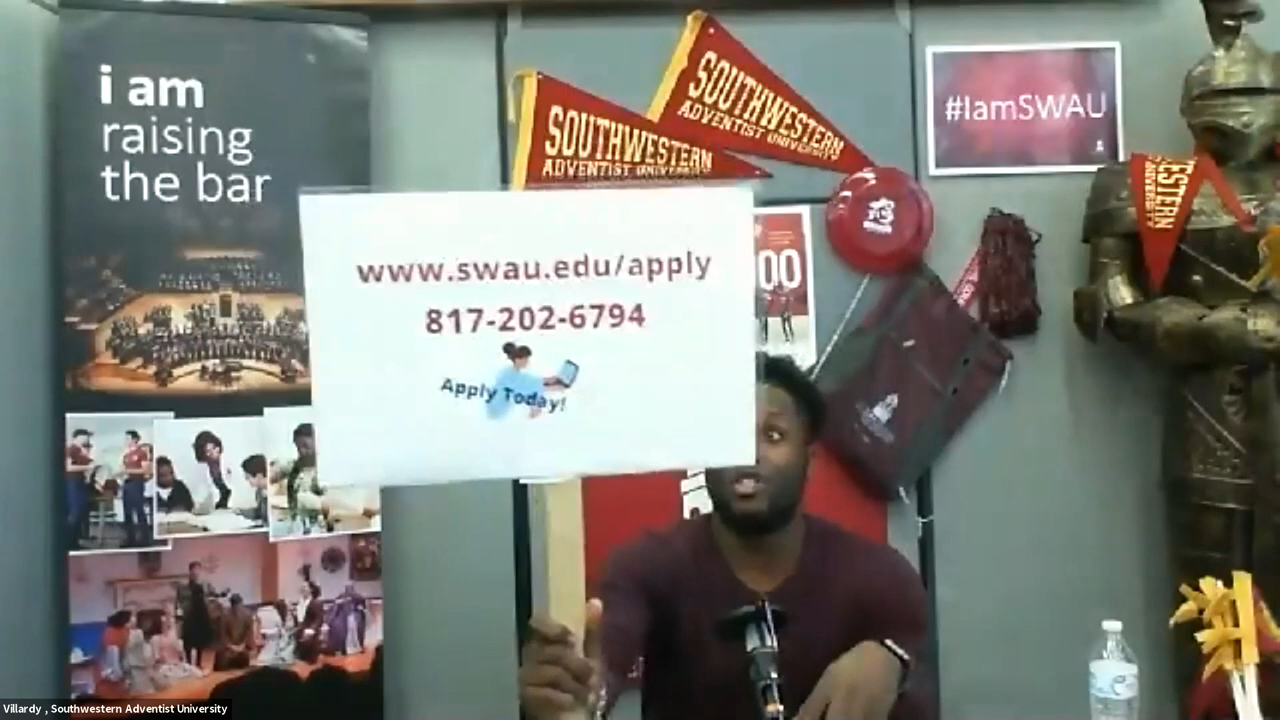 i am
raising
the bar
SOUTHWESTERN
ADVENTIST UNIVERSITY
SOUTHWESTERN
ADVENTIST UNIVERSITY
#IamSWAU
www.swau.edu/apply
817-202-6794
Apply Today!
00
Villardy , Southwestern Adventist University